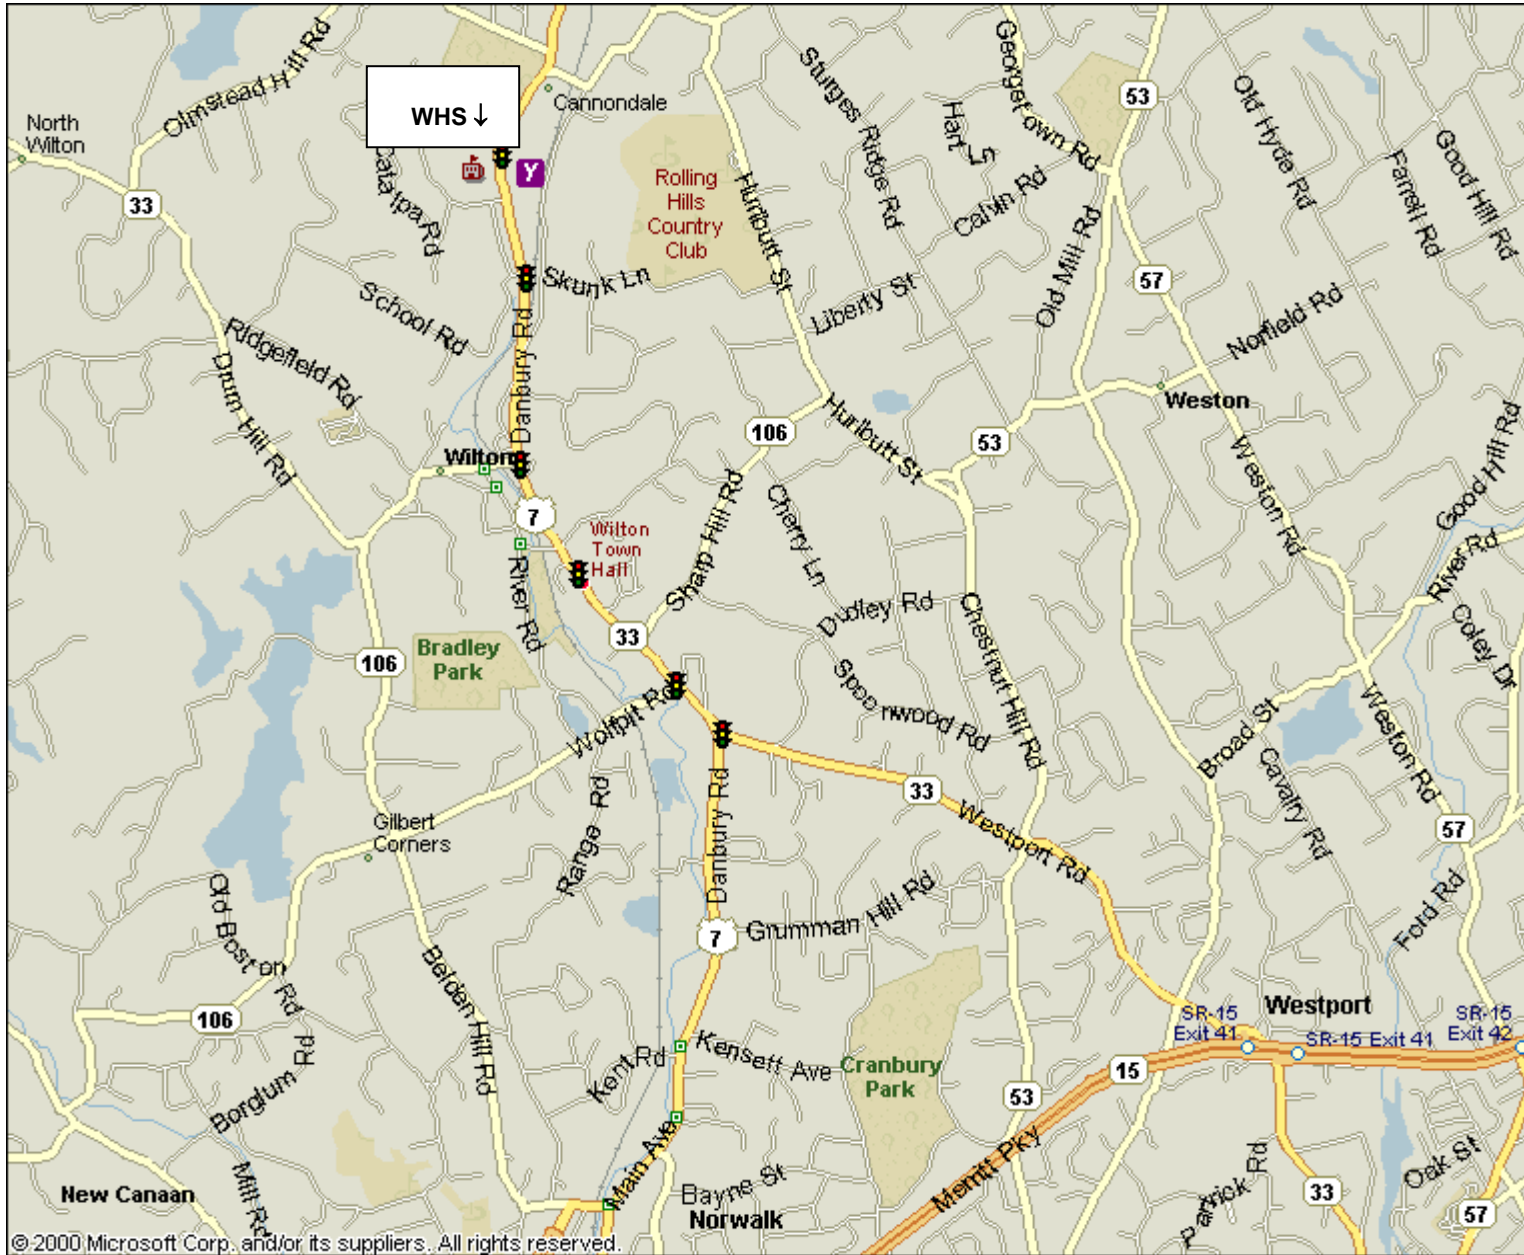 Olmstead Hill Rd
North
Wilton
WHS ↓
Cannondale
Y
Catalpa Rd
33
Rolling
Hills
Country
Club
Hurlbutt St
Sturges Ridge Rd
Hart Ln
Georgetown Rd
53
Calvin Rd
Old Hyde Rd
Farrell Rd
Good Hill Rd
Old Mill Rd
57
Skunk Ln
School Rd
Liberty St
Norfield Rd
Ridgefield Rd
Drum Hill Rd
Danbury Rd
Weston
106
Hurlbutt St
53
Weston Rd
Good Hill Rd
Wilton
7
Wilton
Town
Hall
Sharp Hill Rd
Cherry Ln
River Rd
River Rd
Dudley Rd
Chestnut Hill Rd
Coley Dr
33
Bradley
Park
106
Spoonwood Rd
Wolfpit Rd
Broad St
Weston Rd
Cavalry Rd
Range Rd
Danbury Rd
33
Westport Rd
57
Gilbert
Corners
Old Boston Rd
Grumman Hill Rd
7
Ford Rd
Belden Hill Rd
106
Westport
SR-15
Exit 41
SR-15 Exit 41
SR-15
Exit 42
Borglum Rd
Kent Rd
Kensett Ave
Cranbury
Park
15
53
Merritt Pky
Main Ave
Mill Rd
New Canaan
Bayne St
Norwalk
Partrick Rd
33
Oak St
57
© 2000 Microsoft Corp. and/or its suppliers. All rights reserved.